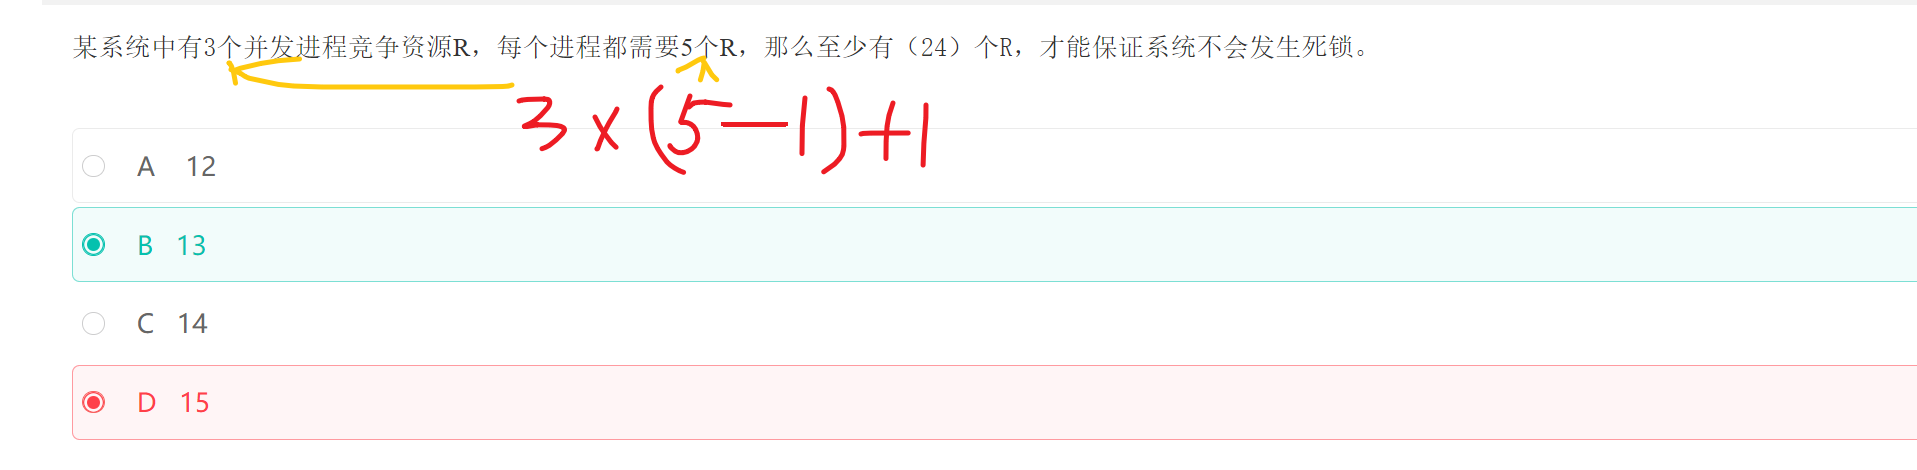 某系统中有3个并发进程竞争资源R，每个进程都需要5个R，那么至少有（24）个R，才能保证系统不会发生死锁。
3×(5-1)+1
A 12
B 13
C 14
D 15